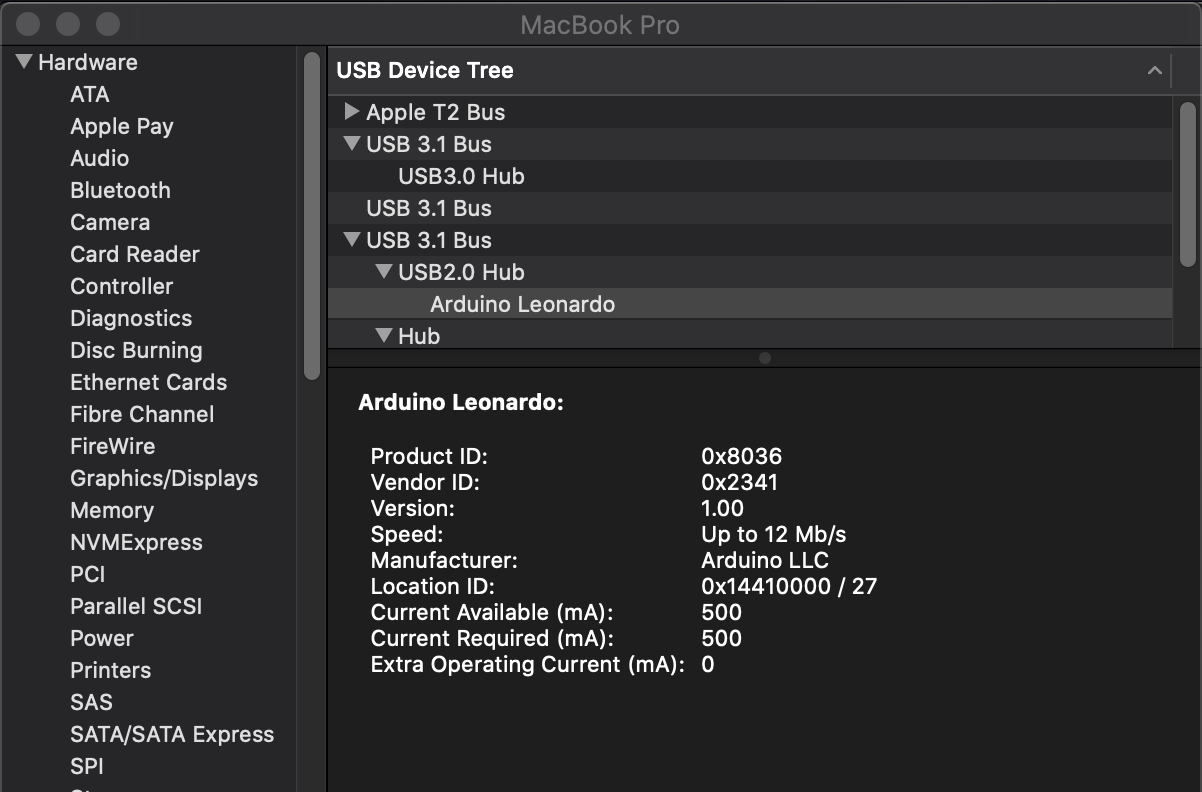 MacBook Pro
Hardware
ATA
Apple Pay
Audio
Bluetooth
Camera
Card Reader
Controller
Diagnostics
Disc Burning
Ethernet Cards
Fibre Channel
FireWire
Graphics/Displays
Memory
NVMExpress
PCI
Parallel SCSI
Power
Printers
SAS
SATA/SATA Express
SPI
USB Device Tree
Apple T2 Bus
USB 3.1 Bus
USB3.0 Hub
USB 3.1 Bus
USB 3.1 Bus
USB2.0 Hub
Arduino Leonardo
Hub
Arduino Leonardo:
Product ID: 0x8036
Vendor ID: 0x2341
Version: 1.00
Speed: Up to 12 Mb/s
Manufacturer: Arduino LLC
Location ID: 0x14410000 / 27
Current Available (mA): 500
Current Required (mA): 500
Extra Operating Current (mA): 0